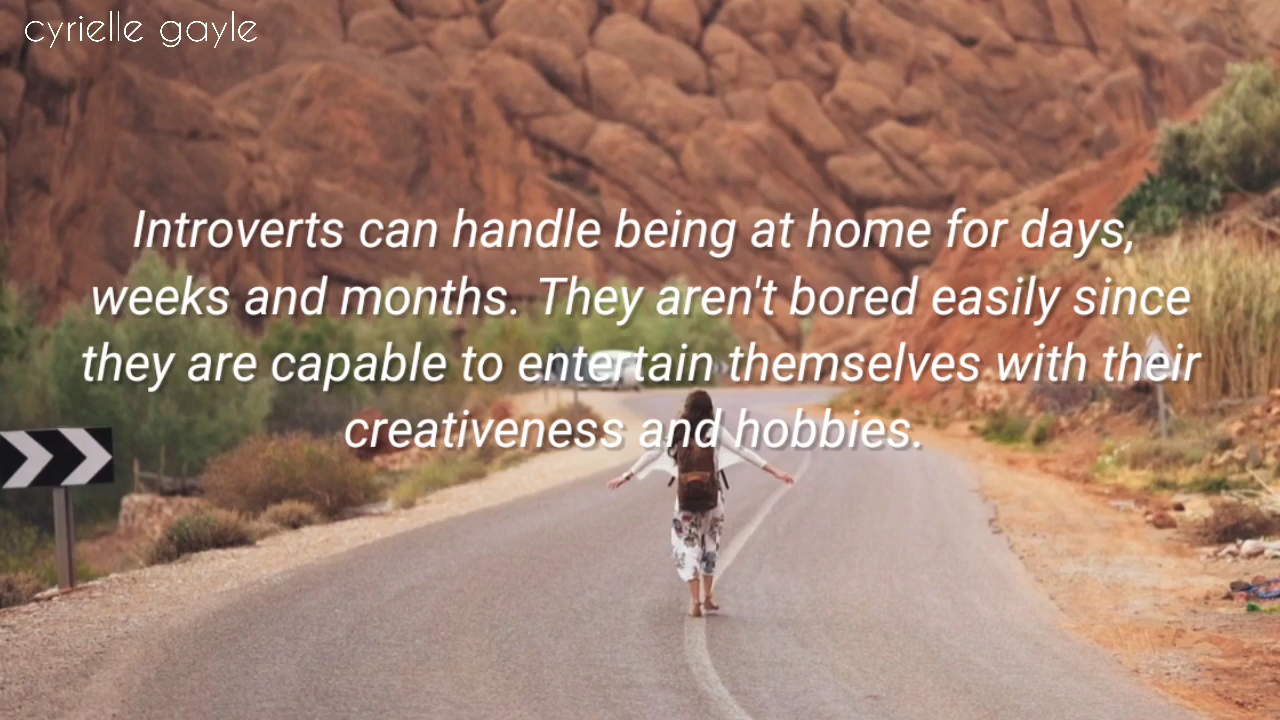 cyrielle gayle
Introverts can handle being at home for days,
weeks and months. They aren't bored easily since
they are capable to entertain themselves with their
creativeness and hobbies.